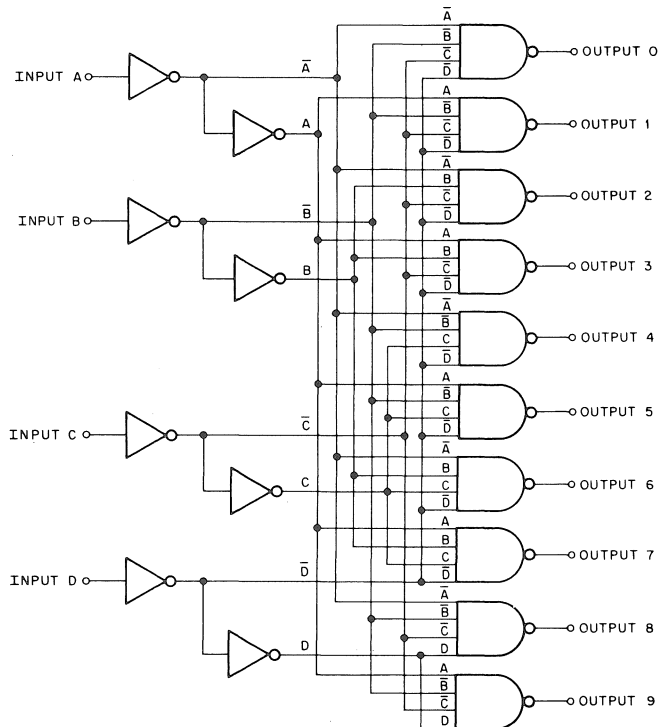 A̅
B̅
C̅
D̅
OUTPUT 0
INPUT A
A̅
A
A
B̅
C̅
D̅
OUTPUT 1
A̅
B
C̅
D̅
OUTPUT 2
INPUT B
B̅
B
A
B
C̅
D̅
OUTPUT 3
A̅
B̅
C
D̅
OUTPUT 4
A
B̅
C
D̅
OUTPUT 5
INPUT C
C̅
C
A̅
B
C
D̅
OUTPUT 6
A
B
C
D̅
OUTPUT 7
INPUT D
D̅
D
A̅
B̅
C̅
D
OUTPUT 8
A
B̅
C̅
D
OUTPUT 9